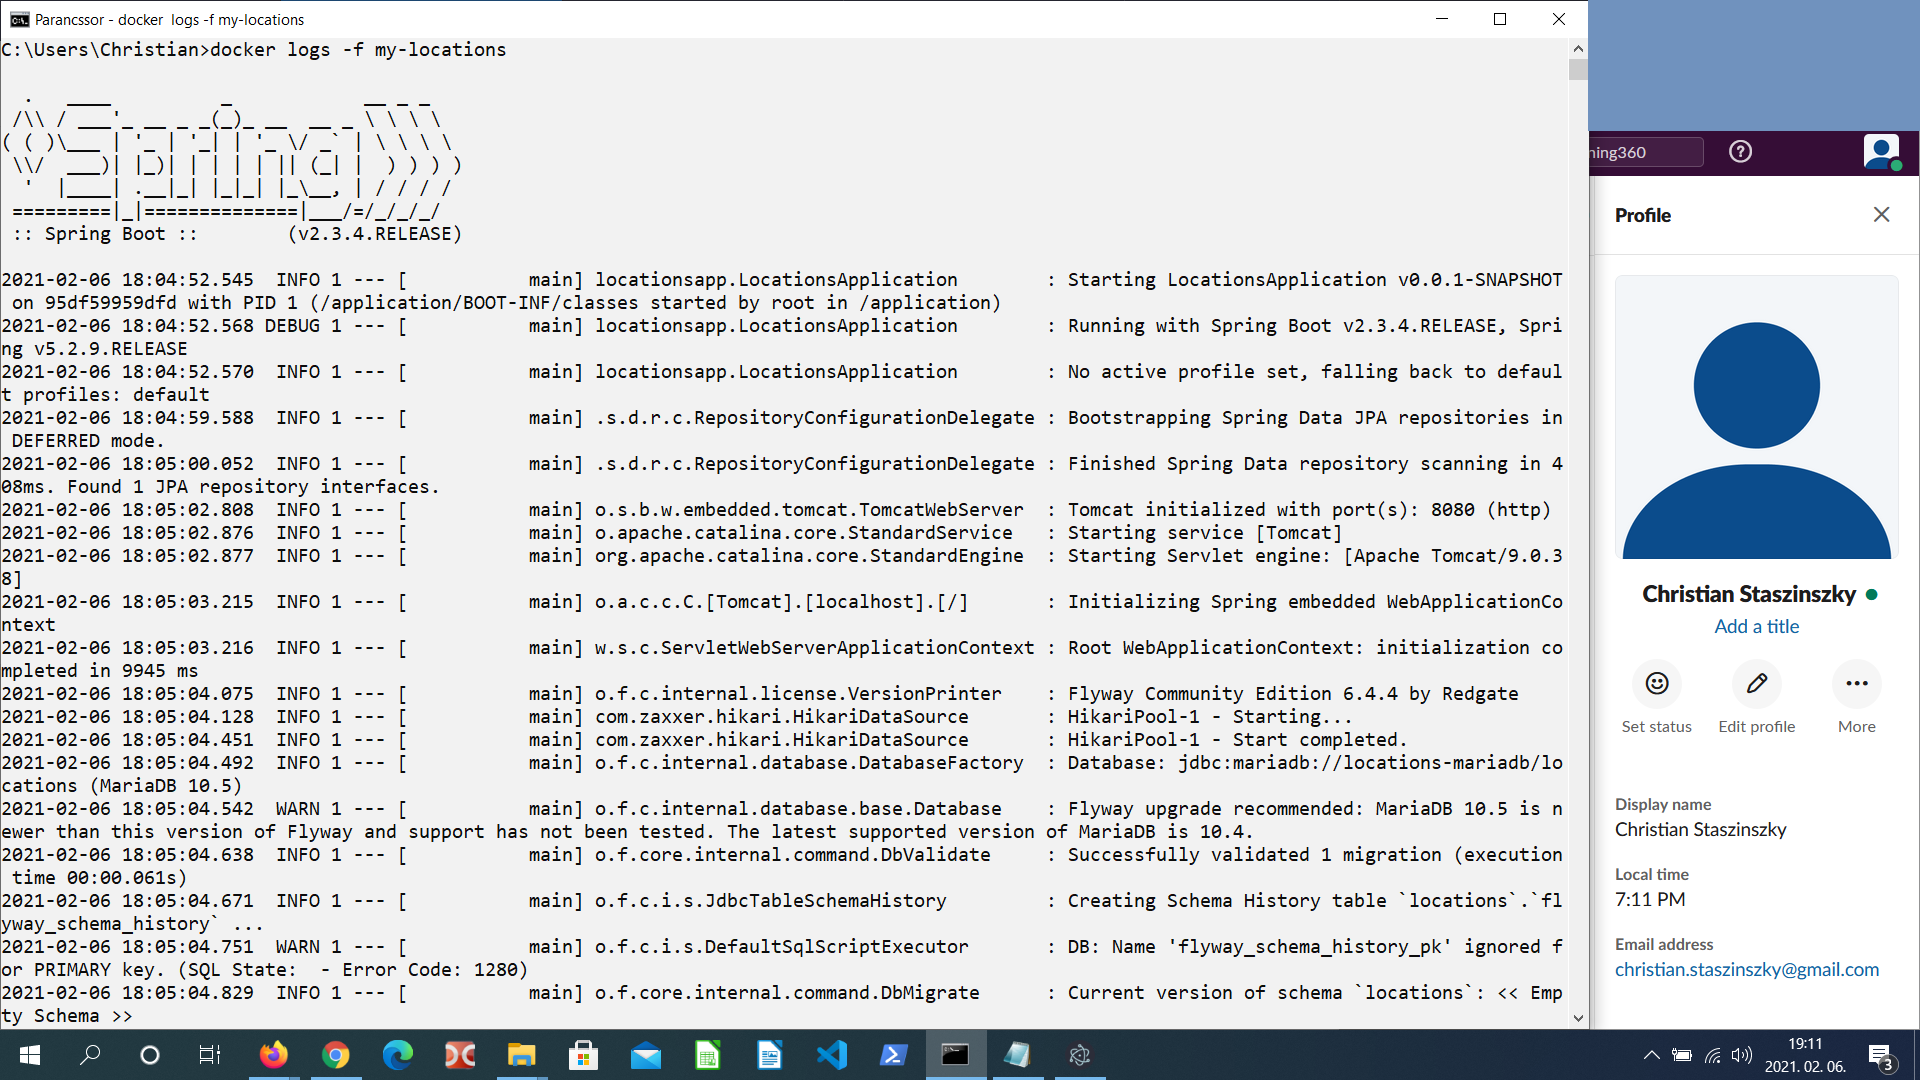 Parancssor - docker  logs -f my-locations
C:\Users\Christian>docker logs -f my-locations
  .   ____          _            __ _ _
 /\\ / ___'_ __ _ _(_)_ __  __ _ \ \ \ \
( ( )\___ | '_ | '_| | '_ \/ _` | \ \ \ \
 \\/  ___)| |_)| | | | | || (_| |  ) ) ) )
  '  |____| .__|_| |_|_| |_\__, | / / / /
 =========|_|==============|___/=/_/_/_/
 :: Spring Boot ::        (v2.3.4.RELEASE)
2021-02-06 18:04:52.545  INFO 1 --- [           main] locationsapp.LocationsApplication        : Starting LocationsApplication v0.0.1-SNAPSHOT
 on 95df59959dfd with PID 1 (/application/BOOT-INF/classes started by root in /application)
2021-02-06 18:04:52.568 DEBUG 1 --- [           main] locationsapp.LocationsApplication        : Running with Spring Boot v2.3.4.RELEASE, Spri
ng v5.2.9.RELEASE
2021-02-06 18:04:52.570  INFO 1 --- [           main] locationsapp.LocationsApplication        : No active profile set, falling back to defaul
t profiles: default
2021-02-06 18:04:59.588  INFO 1 --- [           main] .s.d.r.c.RepositoryConfigurationDelegate : Bootstrapping Spring Data JPA repositories in
 DEFERRED mode.
2021-02-06 18:05:00.052  INFO 1 --- [           main] .s.d.r.c.RepositoryConfigurationDelegate : Finished Spring Data repository scanning in 4
08ms. Found 1 JPA repository interfaces.
2021-02-06 18:05:02.808  INFO 1 --- [           main] o.s.b.w.embedded.tomcat.TomcatWebServer  : Tomcat initialized with port(s): 8080 (http)
2021-02-06 18:05:02.876  INFO 1 --- [           main] o.apache.catalina.core.StandardService   : Starting service [Tomcat]
2021-02-06 18:05:02.877  INFO 1 --- [           main] org.apache.catalina.core.StandardEngine  : Starting Servlet engine: [Apache Tomcat/9.0.3
8]
2021-02-06 18:05:03.215  INFO 1 --- [           main] o.a.c.c.C.[Tomcat].[localhost].[/]       : Initializing Spring embedded WebApplicationCo
ntext
2021-02-06 18:05:03.216  INFO 1 --- [           main] w.s.c.ServletWebServerApplicationContext : Root WebApplicationContext: initialization co
mpleted in 9945 ms
2021-02-06 18:05:04.075  INFO 1 --- [           main] o.f.c.internal.license.VersionPrinter    : Flyway Community Edition 6.4.4 by Redgate
2021-02-06 18:05:04.128  INFO 1 --- [           main] com.zaxxer.hikari.HikariDataSource       : HikariPool-1 - Starting...
2021-02-06 18:05:04.451  INFO 1 --- [           main] com.zaxxer.hikari.HikariDataSource       : HikariPool-1 - Start completed.
2021-02-06 18:05:04.492  INFO 1 --- [           main] o.f.c.internal.database.DatabaseFactory  : Database: jdbc:mariadb://locations-mariadb/lo
cations (MariaDB 10.5)
2021-02-06 18:05:04.542  WARN 1 --- [           main] o.f.c.internal.database.base.Database    : Flyway upgrade recommended: MariaDB 10.5 is n
ewer than this version of Flyway and support has not been tested. The latest supported version of MariaDB is 10.4.
2021-02-06 18:05:04.638  INFO 1 --- [           main] o.f.core.internal.command.DbValidate     : Successfully validated 1 migration (execution
 time 00:00.061s)
2021-02-06 18:05:04.671  INFO 1 --- [           main] o.f.c.i.s.JdbcTableSchemaHistory         : Creating Schema History table `locations`.`fl
yway_schema_history` ...
2021-02-06 18:05:04.751  WARN 1 --- [           main] o.f.c.i.s.DefaultSqlScriptExecutor       : DB: Name 'flyway_schema_history_pk' ignored f
or PRIMARY key. (SQL State:  - Error Code: 1280)
2021-02-06 18:05:04.829  INFO 1 --- [           main] o.f.core.internal.command.DbMigrate      : Current version of schema `locations`: << Emp
ty Schema >>
ning360
Profile
Christian Staszinszky
Add a title
Set status
Edit profile
More
Display name
Christian Staszinszky
Local time
7:11 PM
Email address
christian.staszinszky@gmail.com
19:11
2021. 02. 06.
3